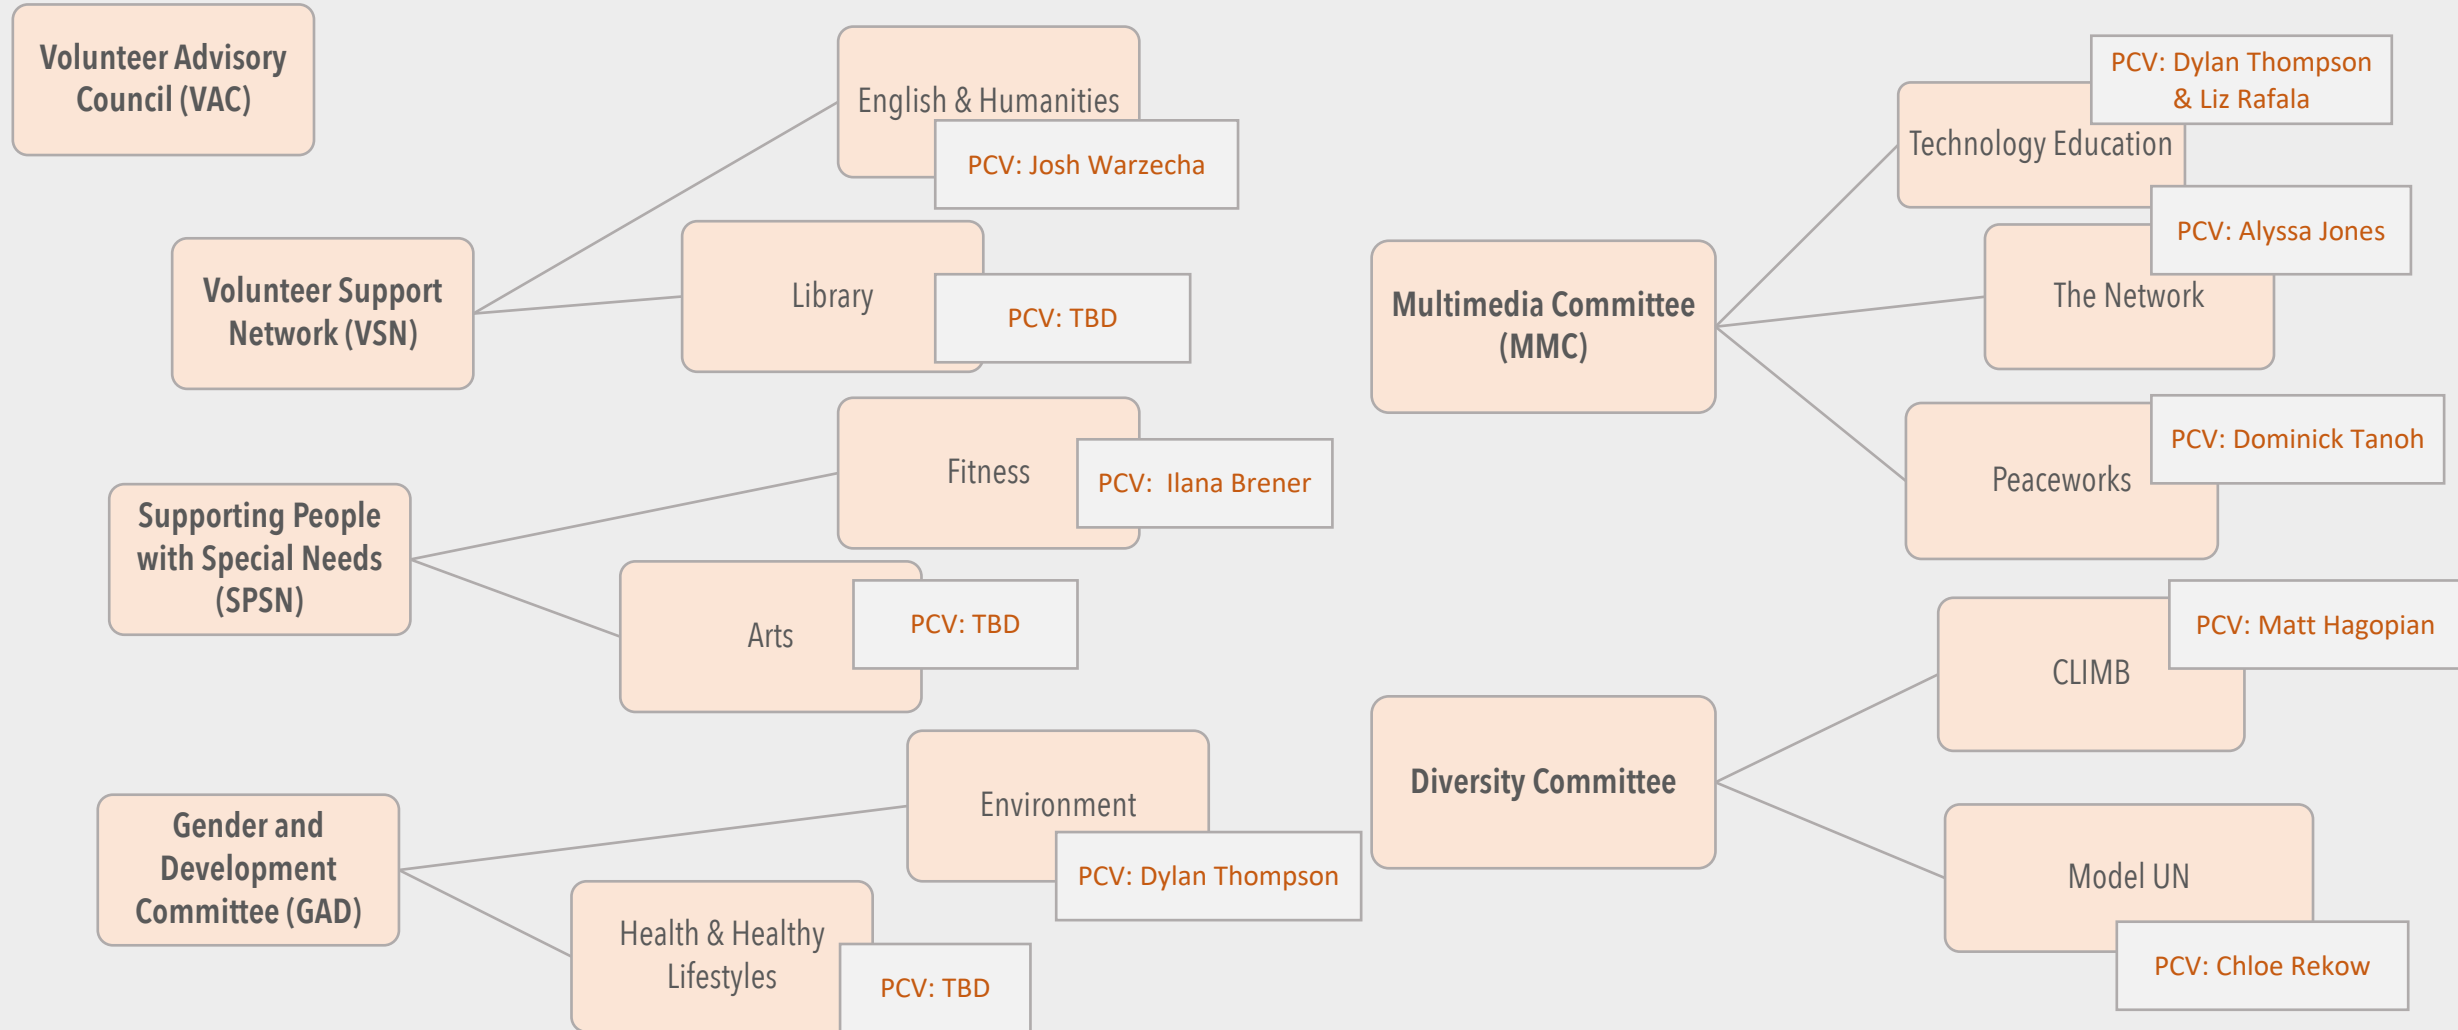 Volunteer Advisory
Council (VAC)
English & Humanities
PCV: Josh Warzecha
Volunteer Support
Network (VSN)
Library
PCV: TBD
Fitness
PCV:  Ilana Brener
Supporting People
with Special Needs
(SPSN)
Arts
PCV: TBD
Environment
PCV: Dylan Thompson
Gender and
Development
Committee (GAD)
Health & Healthy
Lifestyles
PCV: TBD
PCV: Dylan Thompson
& Liz Rafala
Technology Education
PCV: Alyssa Jones
The Network
Multimedia Committee
(MMC)
PCV: Dominick Tanoh
Peaceworks
PCV: Matt Hagopian
CLIMB
Diversity Committee
Model UN
PCV: Chloe Rekow